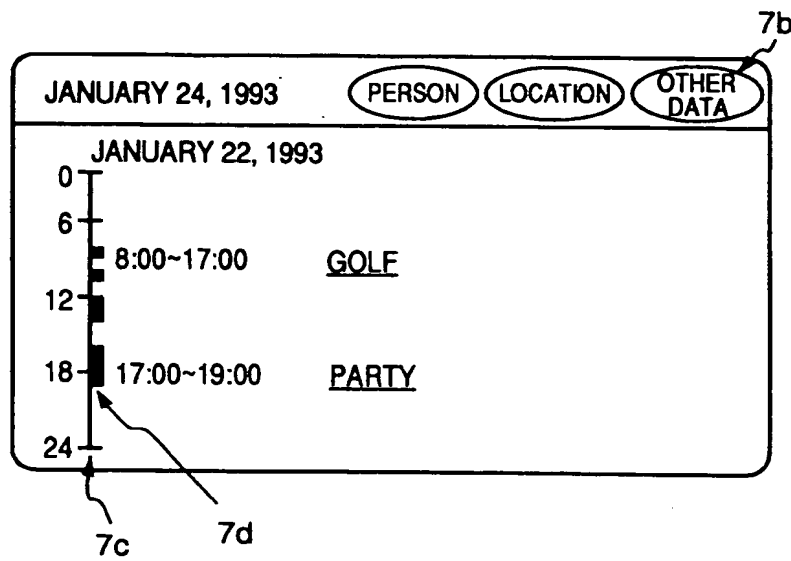 7b
JANUARY 24, 1993 PERSON LOCATION OTHER DATA
JANUARY 22, 1993
0
6
8:00~17:00 GOLF
12
18 17:00~19:00 PARTY
24
7c 7d